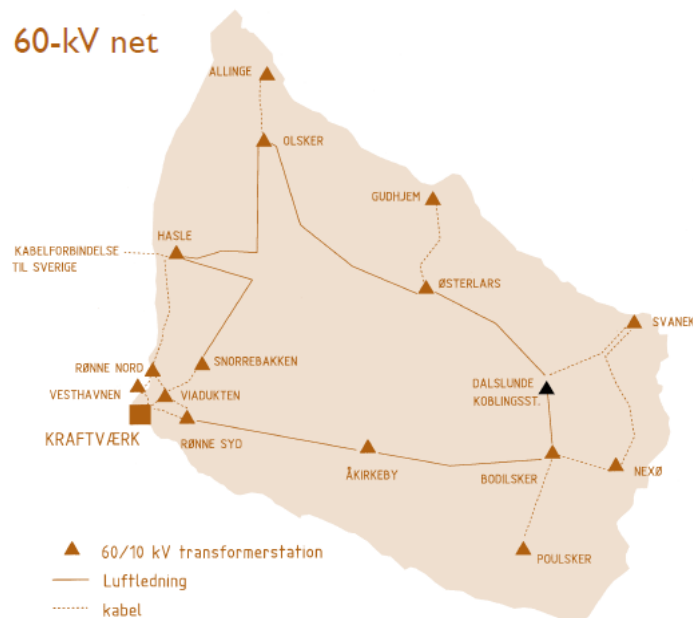 60-kV net
ALLINGE
OLSKER
GUDHJEM
HASLE
KABELFORBINDELSE
TIL SVERIGE
ØSTERLARS
SVANEK
RØNNE NORD
SNORREBAKKEN
VESTHAVNEN
VIADUKTEN
DALSLUNDE
KOBLINGSST.
KRAFTVÆRK
RØNNE SYD
ÅKIRKEBY
BODILSKER
NEXØ
POULSKER
60/10 kV transformerstation
Luftledning
kabel